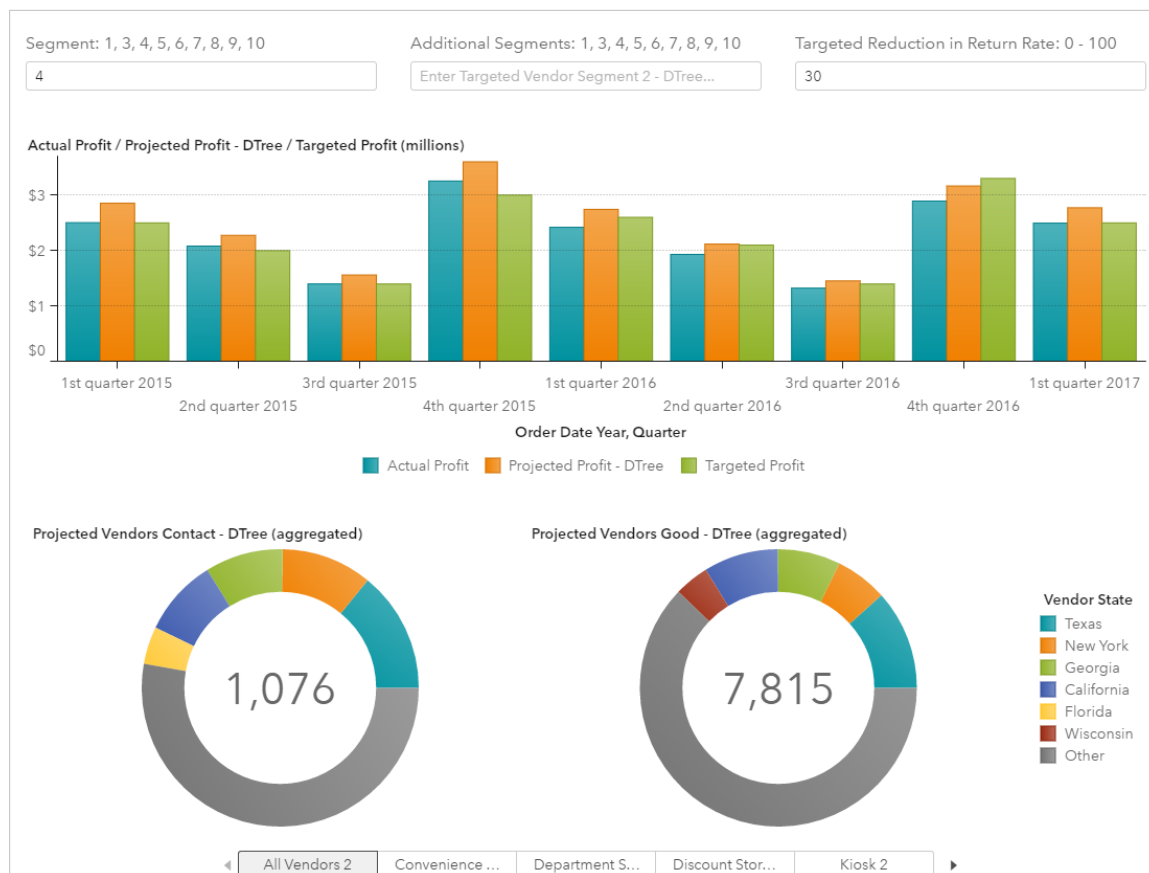 Segment: 1, 3, 4, 5, 6, 7, 8, 9, 10
Additional Segments: 1, 3, 4, 5, 6, 7, 8, 9, 10
Targeted Reduction in Return Rate: 0 - 100
4
Enter Targeted Vendor Segment 2 - DTree...
30
Actual Profit / Projected Profit - DTree / Targeted Profit (millions)
$3
$2
$1
$0
1st quarter 2015
2nd quarter 2015
3rd quarter 2015
4th quarter 2015
1st quarter 2016
2nd quarter 2016
3rd quarter 2016
4th quarter 2016
1st quarter 2017
Order Date Year, Quarter
Actual Profit
Projected Profit - DTree
Targeted Profit
Projected Vendors Contact - DTree (aggregated)
1,076
Projected Vendors Good - DTree (aggregated)
7,815
Vendor State
Texas
New York
Georgia
California
Florida
Wisconsin
Other
All Vendors 2
Convenience ...
Department S...
Discount Stor...
Kiosk 2